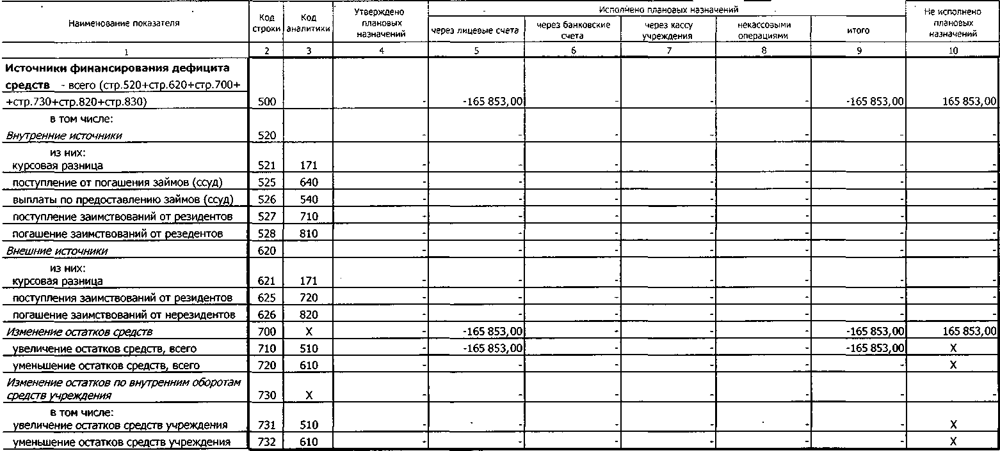 Наименование показателя | Код строки | Код аналитики | Утверждено плановых назначений | Исполнено плановых назначений | Не исполнено плановых назначений
через лицевые счета | через банковские счета | через кассу учреждения | некассовыми операциями | итого
1 | 2 | 3 | 4 | 5 | 6 | 7 | 8 | 9 | 10
Источники финансирования дефицита
средств - всего (стр.520+стр.620+стр.700+
+стр.730+стр.820+стр.830) | 500 | | - | -165 853,00 | - | - | - | -165 853,00 | 165 853,00
в том числе:
Внутренние источники | 520 | | - | - | - | - | - | - | -
из них:
курсовая разница | 521 | 171 | - | - | - | - | - | - | -
поступление от погашения займов (ссуд) | 525 | 640 | - | - | - | - | - | - | -
выплаты по предоставлению займов (ссуд) | 526 | 540 | - | - | - | - | - | - | -
поступление заимствований от резидентов | 527 | 710 | - | - | - | - | - | - | -
погашение заимствований от резедентов | 528 | 810 | - | - | - | - | - | - | -
Внешние источники | 620 | | - | - | - | - | - | - | -
из них:
курсовая разница | 621 | 171 | - | - | - | - | - | - | -
поступления заимствований от резидентов | 625 | 720 | - | - | - | - | - | - | -
погашение заимствований от нерезидентов | 626 | 820 | - | - | - | - | - | - | -
Изменение остатков средств | 700 | X | - | -165 853,00 | - | - | - | -165 853,00 | 165 853,00
увеличение остатков средств, всего | 710 | 510 | - | -165 853,00 | - | - | - | -165 853,00 | X
уменьшение остатков средств, всего | 720 | 610 | - | - | - | - | - | - | X
Изменение остатков по внутренним оборотам
средств учреждения | 730 | X | - | - | - | - | - | - | -
в том числе:
увеличение остатков средств учреждения | 731 | 510 | - | - | - | - | - | - | X
уменьшение остатков средств учреждения | 732 | 610 | - | - | - | - | - | - | X